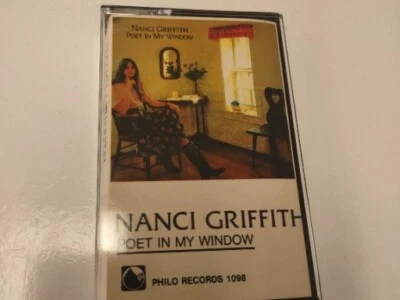 NANCI GRIFFITH
POET IN MY WINDOW
NANCI GRIFFITH
POET IN MY WINDOW
PHILO RECORDS 1098